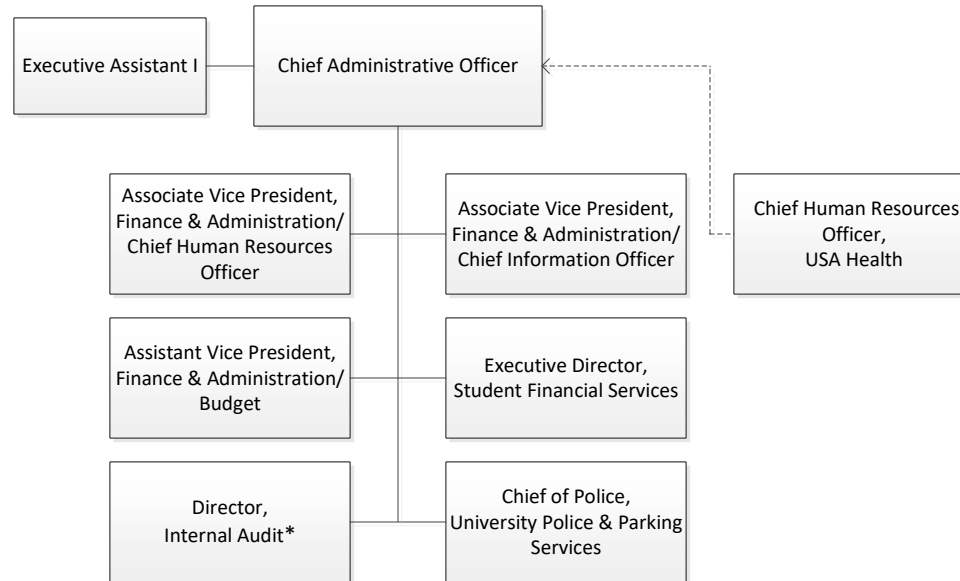 Executive Assistant I
Chief Administrative Officer
Associate Vice President,
Finance & Administration/
Chief Human Resources
Officer
Associate Vice President,
Finance & Administration/
Chief Information Officer
Chief Human Resources
Officer,
USA Health
Assistant Vice President,
Finance & Administration/
Budget
Executive Director,
Student Financial Services
Director,
Internal Audit*
Chief of Police,
University Police & Parking
Services